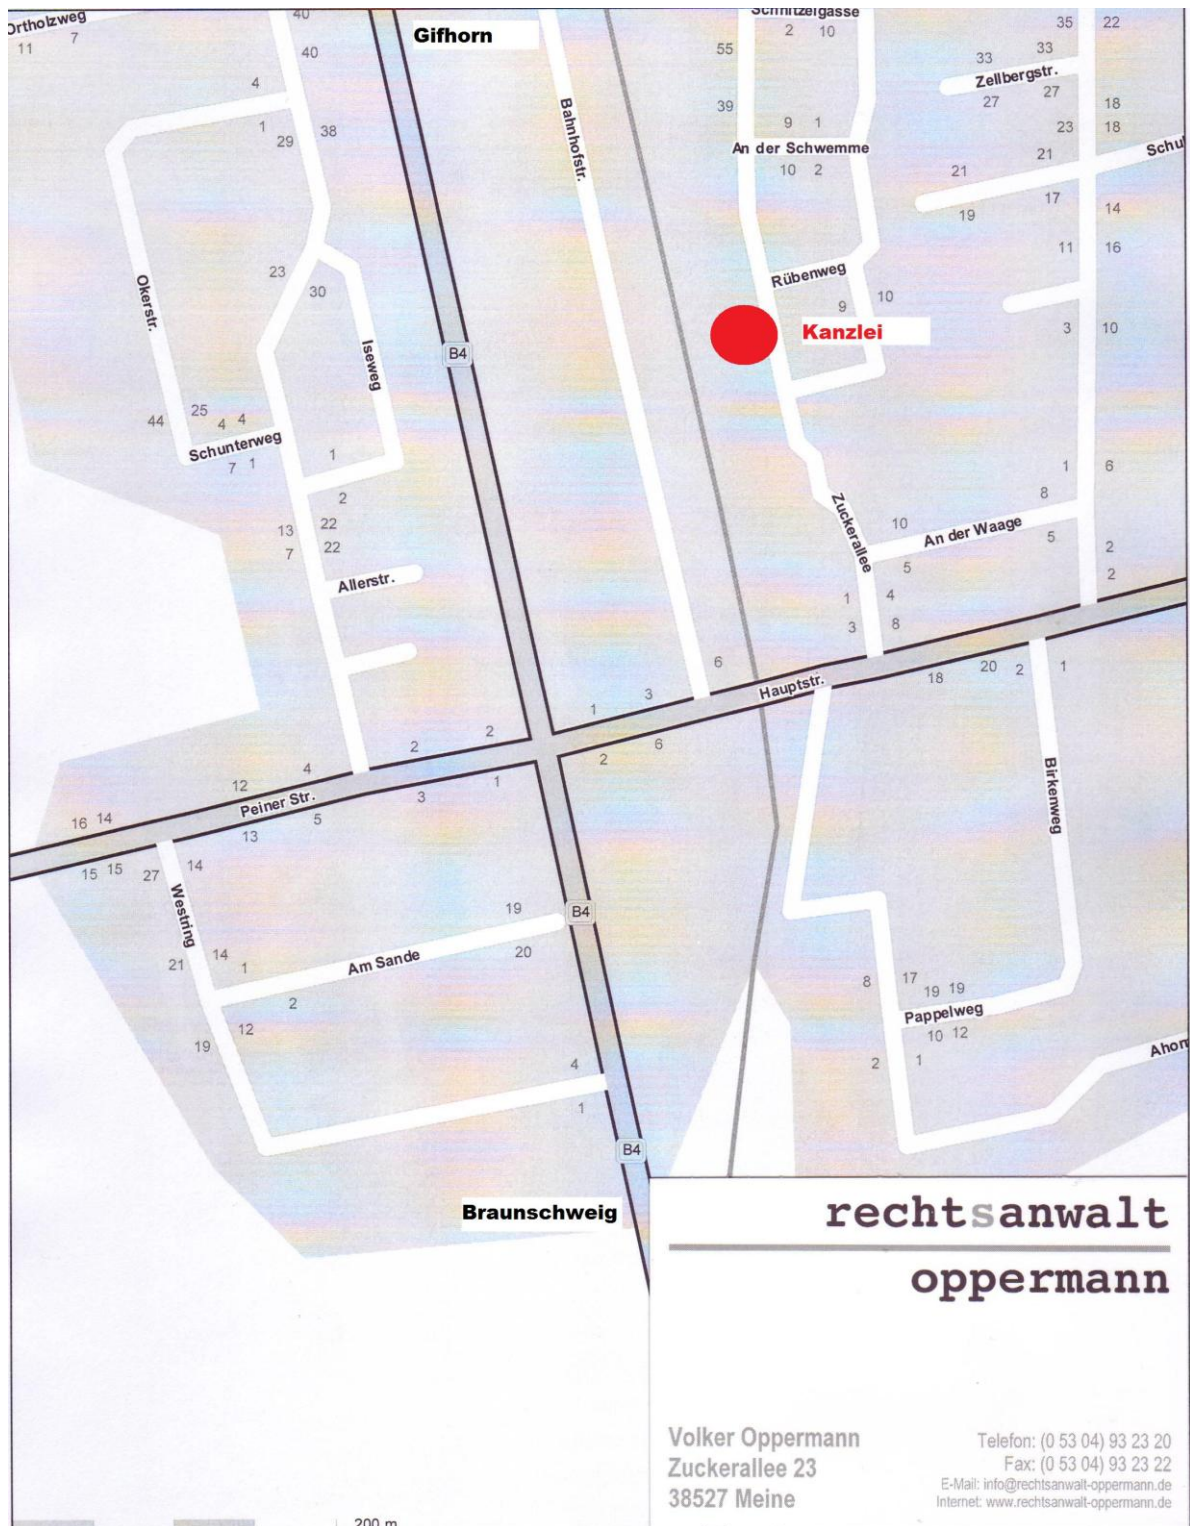 Ortholzweg
11 7
40
40
Gifhorn
Schnitzergasse
2 10
55
39
9 1
An der Schwemme
10 2
35 22
33
33
Zellbergstr.
27
27
18
23 18
21
21
Schul
17
19
14
11 16
3 10
4
1
29
38
Bahnhofstr.
Okerstr.
23
30
Iseweg
B4
Rübenweg
9
10
Kanzlei
44
25
4 4
Schunterweg
7 1
1
2
13 22
7 22
Allerstr.
Zuckerallee
10
An der Waage
8
5
5
1 6
2
2
1 4
3 8
6
3
1
Hauptstr.
18
20 2 1
6
2
2
2
4
12
Peiner Str.
1
3
5
13
16 14
15 15
27
14
Westring
21
14
1
Am Sande
19
20
2
12
19
B4
4
1
B4
Birkenweg
8
17
19 19
Pappelweg
10 12
2
1
Ahorn
Braunschweig
rechtsanwalt
oppermann
Volker Oppermann
Zuckerallee 23
38527 Meine
Telefon: (0 53 04) 93 23 20
Fax: (0 53 04) 93 23 22
E-Mail: info@rechtsanwalt-oppermann.de
Internet: www.rechtsanwalt-oppermann.de
200 m